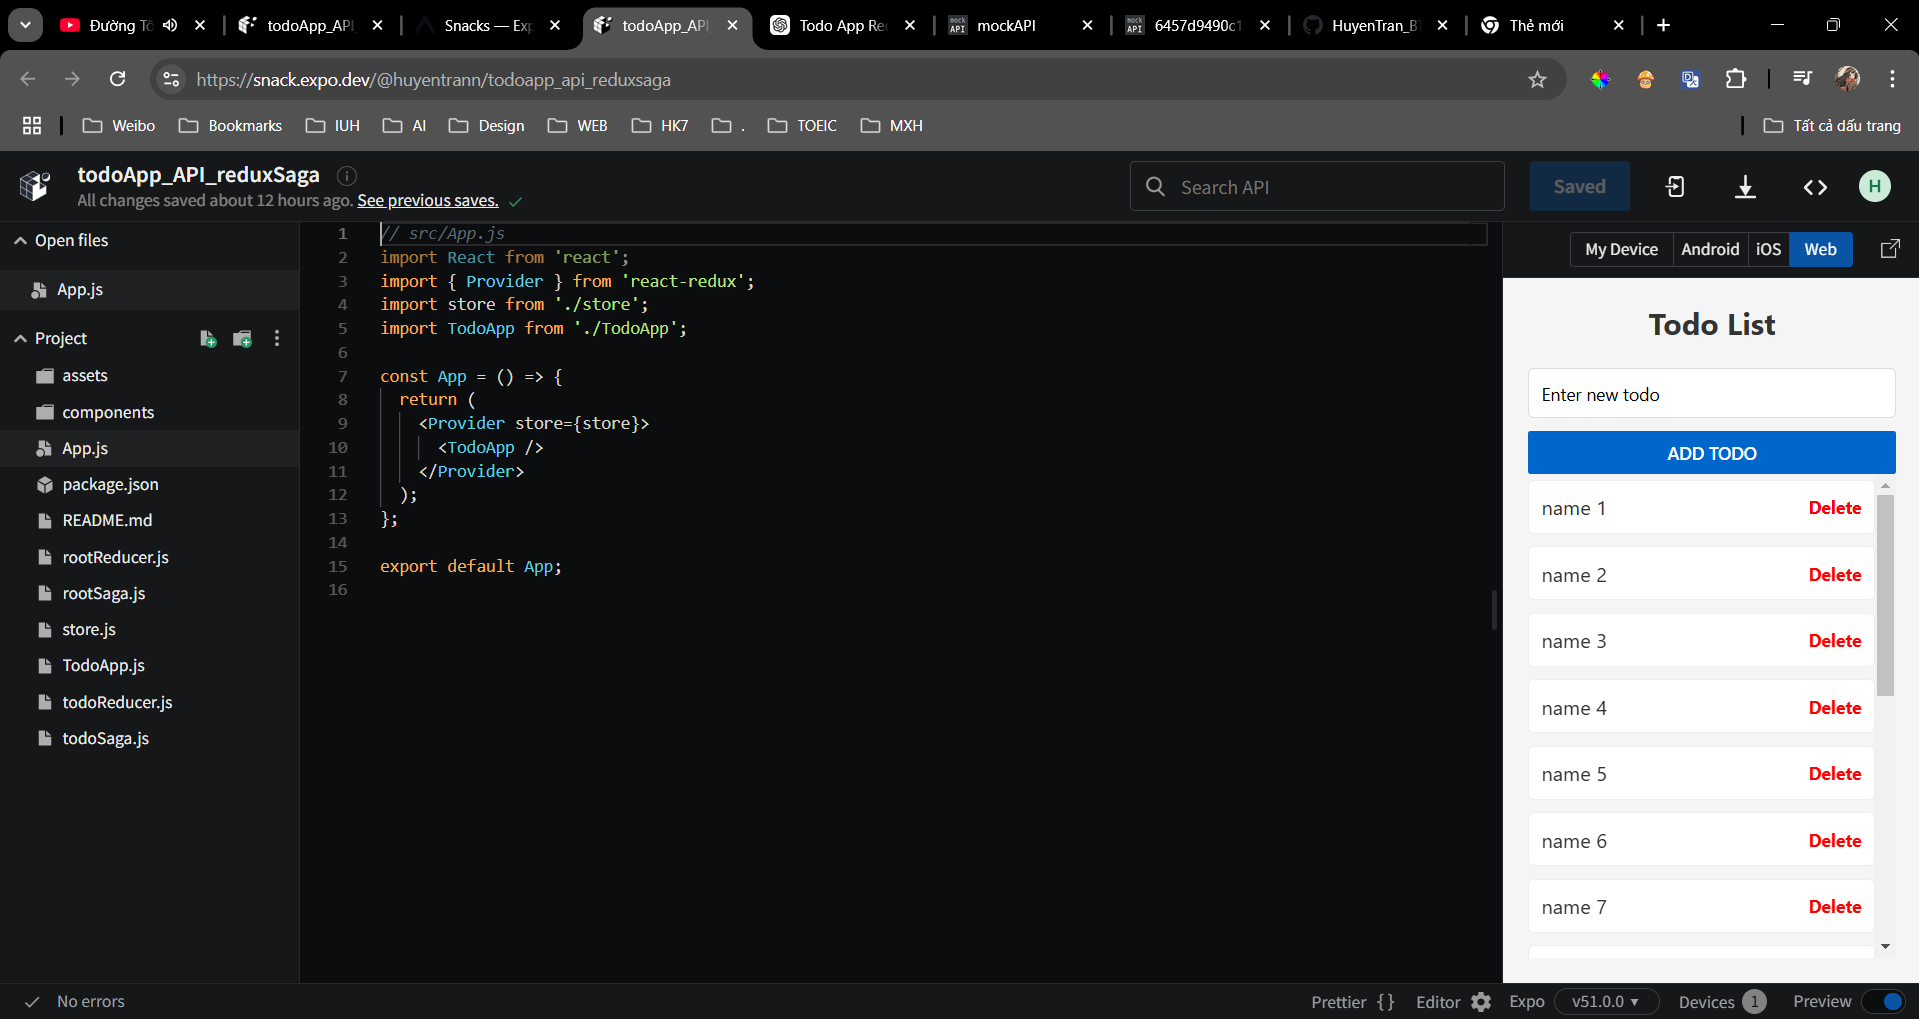 Đường Tô
todoApp_API_
Snacks — Exp
todoApp_API_
Todo App Re
mockAPI
6457d9490c1
HuyenTran_BT
Thẻ mới
https://snack.expo.dev/@huyentrann/todoapp_api_reduxsaga
Weibo
Bookmarks
IUH
AI
Design
WEB
HK7
.
TOEIC
MXH
Tất cả dấu trang
todoApp_API_reduxSaga
All changes saved about 12 hours ago. See previous saves.
Search API
Saved
H
Open files
App.js
Project
assets
components
App.js
package.json
README.md
rootReducer.js
rootSaga.js
store.js
TodoApp.js
todoReducer.js
todoSaga.js
1 // src/App.js
2 import React from 'react';
3 import { Provider } from 'react-redux';
4 import store from './store';
5 import TodoApp from './TodoApp';
6
7 const App = () => {
8 return (
9 <Provider store={store}>
10 <TodoApp />
11 </Provider>
12 );
13 };
14
15 export default App;
16
My Device
Android
iOS
Web
Todo List
Enter new todo
ADD TODO
name 1 Delete
name 2 Delete
name 3 Delete
name 4 Delete
name 5 Delete
name 6 Delete
name 7 Delete
No errors
Prettier {}
Editor
Expo v51.0.0
Devices 1
Preview